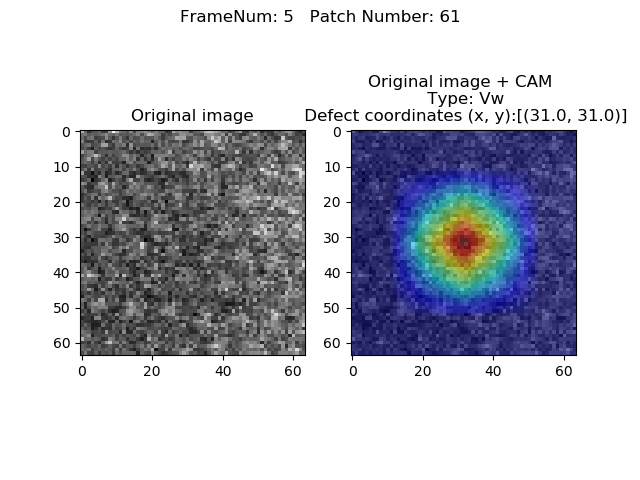 FrameNum: 5   Patch Number: 61
Original image
Original image + CAM
Type: Vw
Defect coordinates (x, y):[(31.0, 31.0)]
0
10
20
30
40
50
60
0 20 40 60
0
10
20
30
40
50
60
0 20 40 60